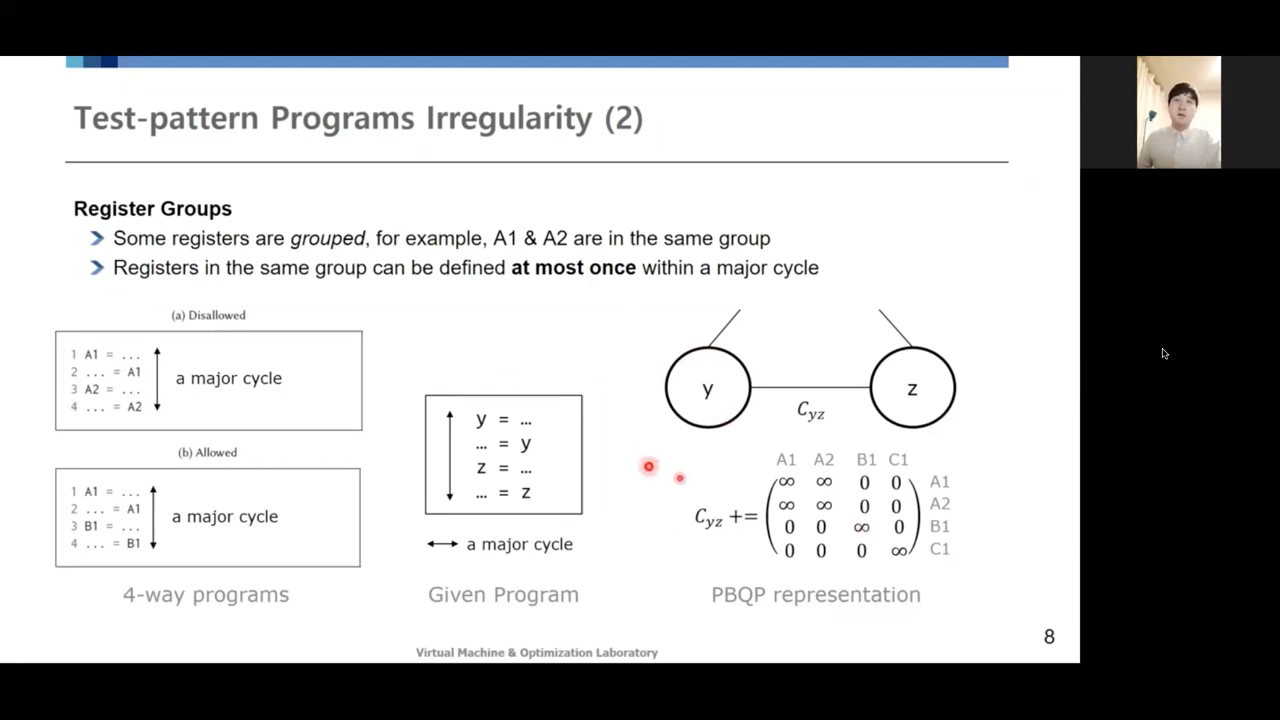 Test-pattern Programs Irregularity (2)
Register Groups
Some registers are grouped, for example, A1 & A2 are in the same group
Registers in the same group can be defined at most once within a major cycle
(a) Disallowed
1 A1 = ...
2 ... = A1
3 A2 = ...
4 ... = A2
a major cycle
(b) Allowed
1 A1 = ...
2 ... = A1
3 B1 = ...
4 ... = B1
a major cycle
4-way programs
y = ...
... = y
z = ...
... = z
a major cycle
Given Program
y
z
C_yz
A1 A2 B1 C1
∞ ∞ 0 0 A1
∞ ∞ 0 0 A2
C_yz +=
0 0 ∞ 0 B1
0 0 0 ∞ C1
PBQP representation
8
Virtual Machine & Optimization Laboratory